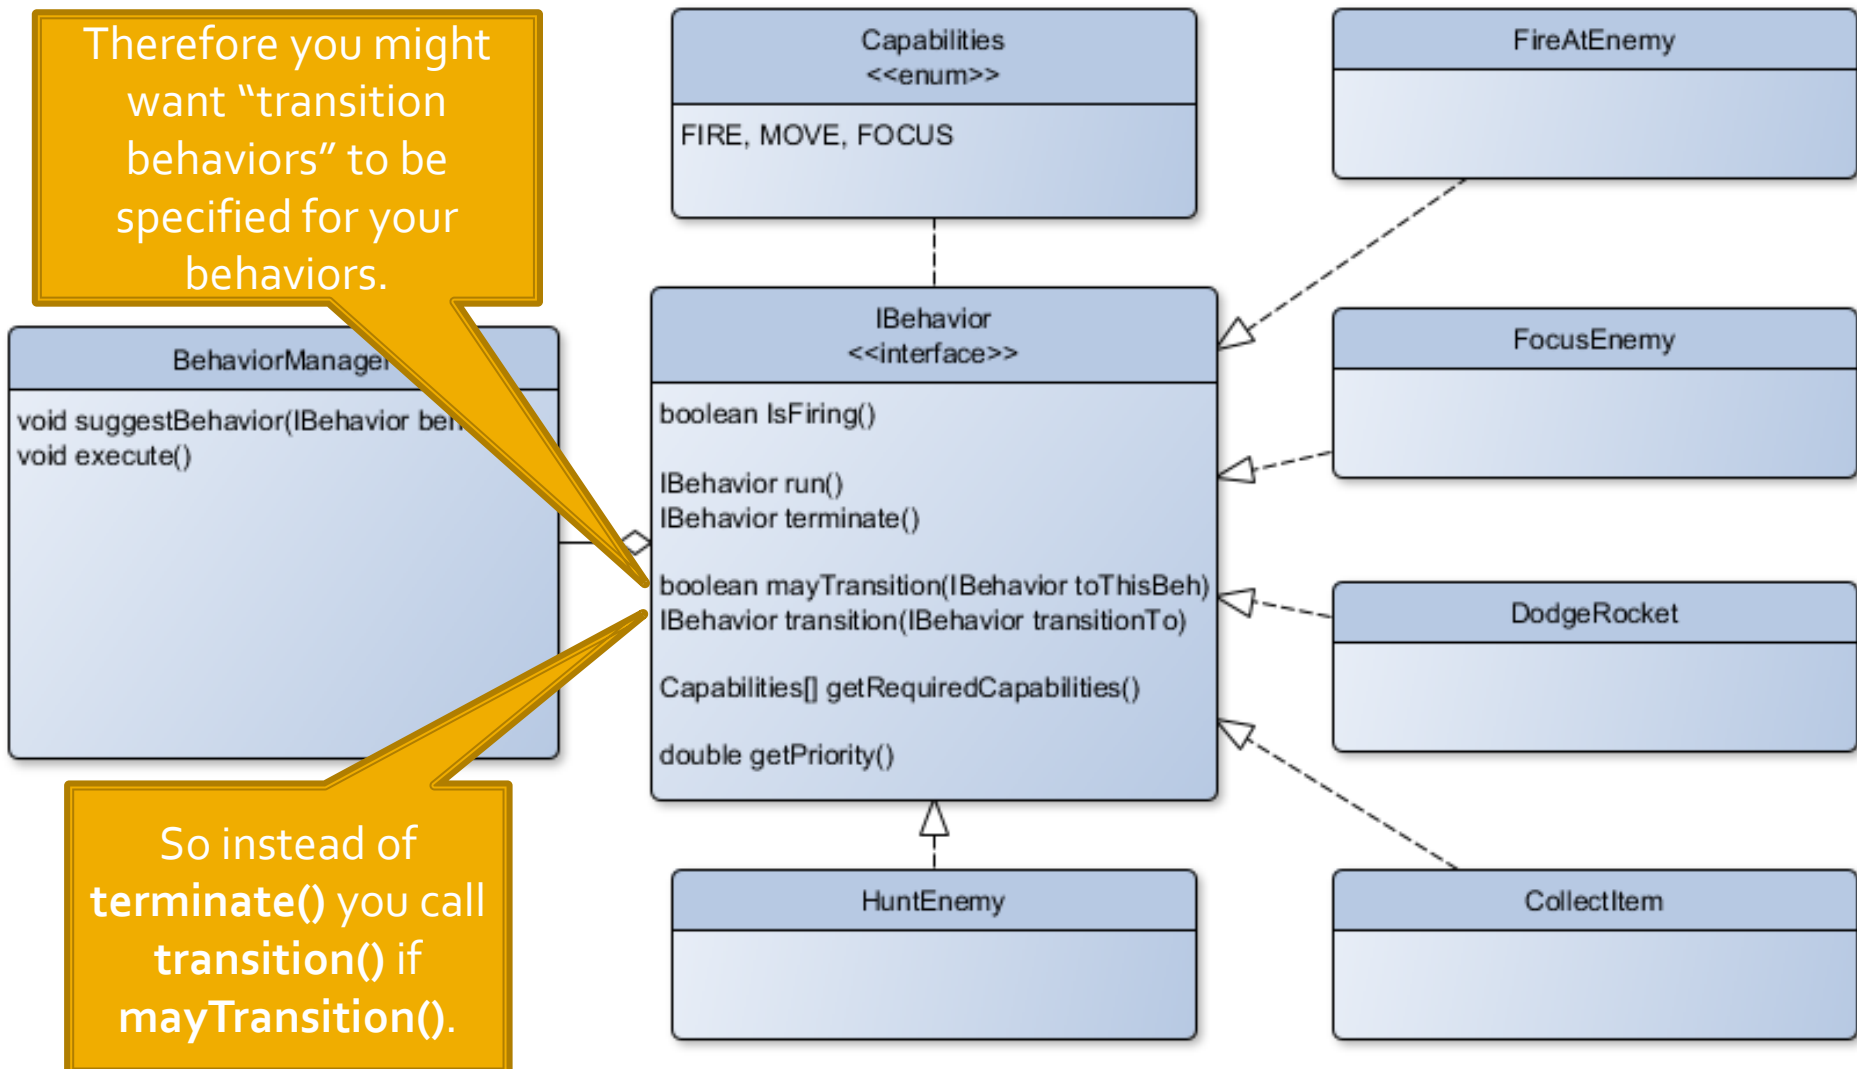 Therefore you might
want “transition
behaviors” to be
specified for your
behaviors.
Capabilities
<<enum>>
FIRE, MOVE, FOCUS
FireAtEnemy
BehaviorManager
void suggestBehavior(IBehavior beh
void execute()
IBehavior
<<interface>>
boolean IsFiring()
IBehavior run()
IBehavior terminate()
boolean mayTransition(IBehavior toThisBeh)
IBehavior transition(IBehavior transitionTo)
Capabilities[] getRequiredCapabilities()
double getPriority()
FocusEnemy
DodgeRocket
So instead of
terminate() you call
transition() if
mayTransition().
HuntEnemy
CollectItem